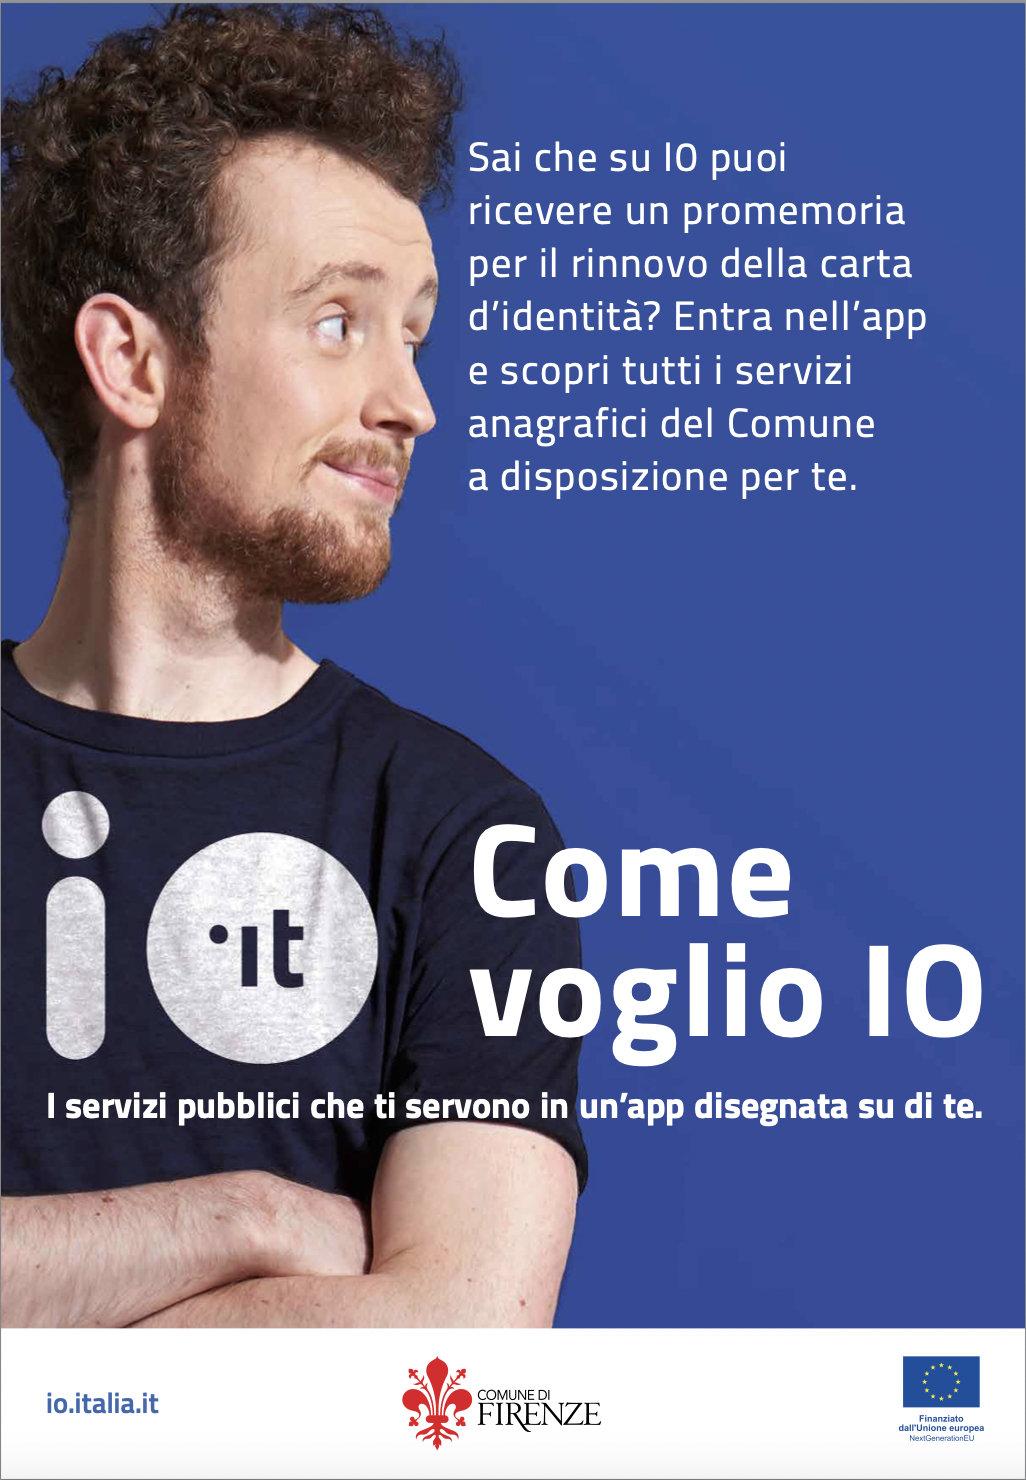 Sai che su IO puoi
ricevere un promemoria
per il rinnovo della carta
d’identità? Entra nell’app
e scopri tutti i servizi
anagrafici del Comune
a disposizione per te.
io
it
Come
voglio IO
I servizi pubblici che ti servono in un’app disegnata su di te.
io.italia.it
COMUNE DI
FIRENZE
Finanziato
dall'Unione europea
NextGenerationEU